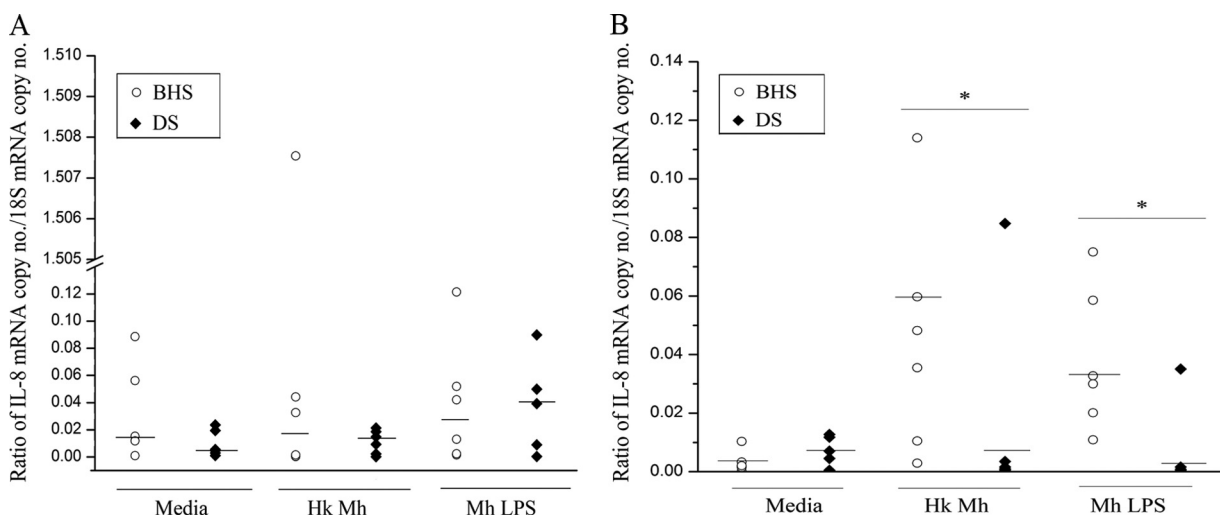 A
Ratio of IL-8 mRNA copy no./18S mRNA copy no.
1.510
1.509
1.508
1.507
1.506
1.505
0.12
0.10
0.08
0.06
0.04
0.02
0.00
BHS
DS
Media Hk Mh Mh LPS
B
Ratio of IL-8 mRNA copy no./18S mRNA copy no.
0.14
0.12
0.10
0.08
0.06
0.04
0.02
0.00
BHS
DS
*
*
Media Hk Mh Mh LPS